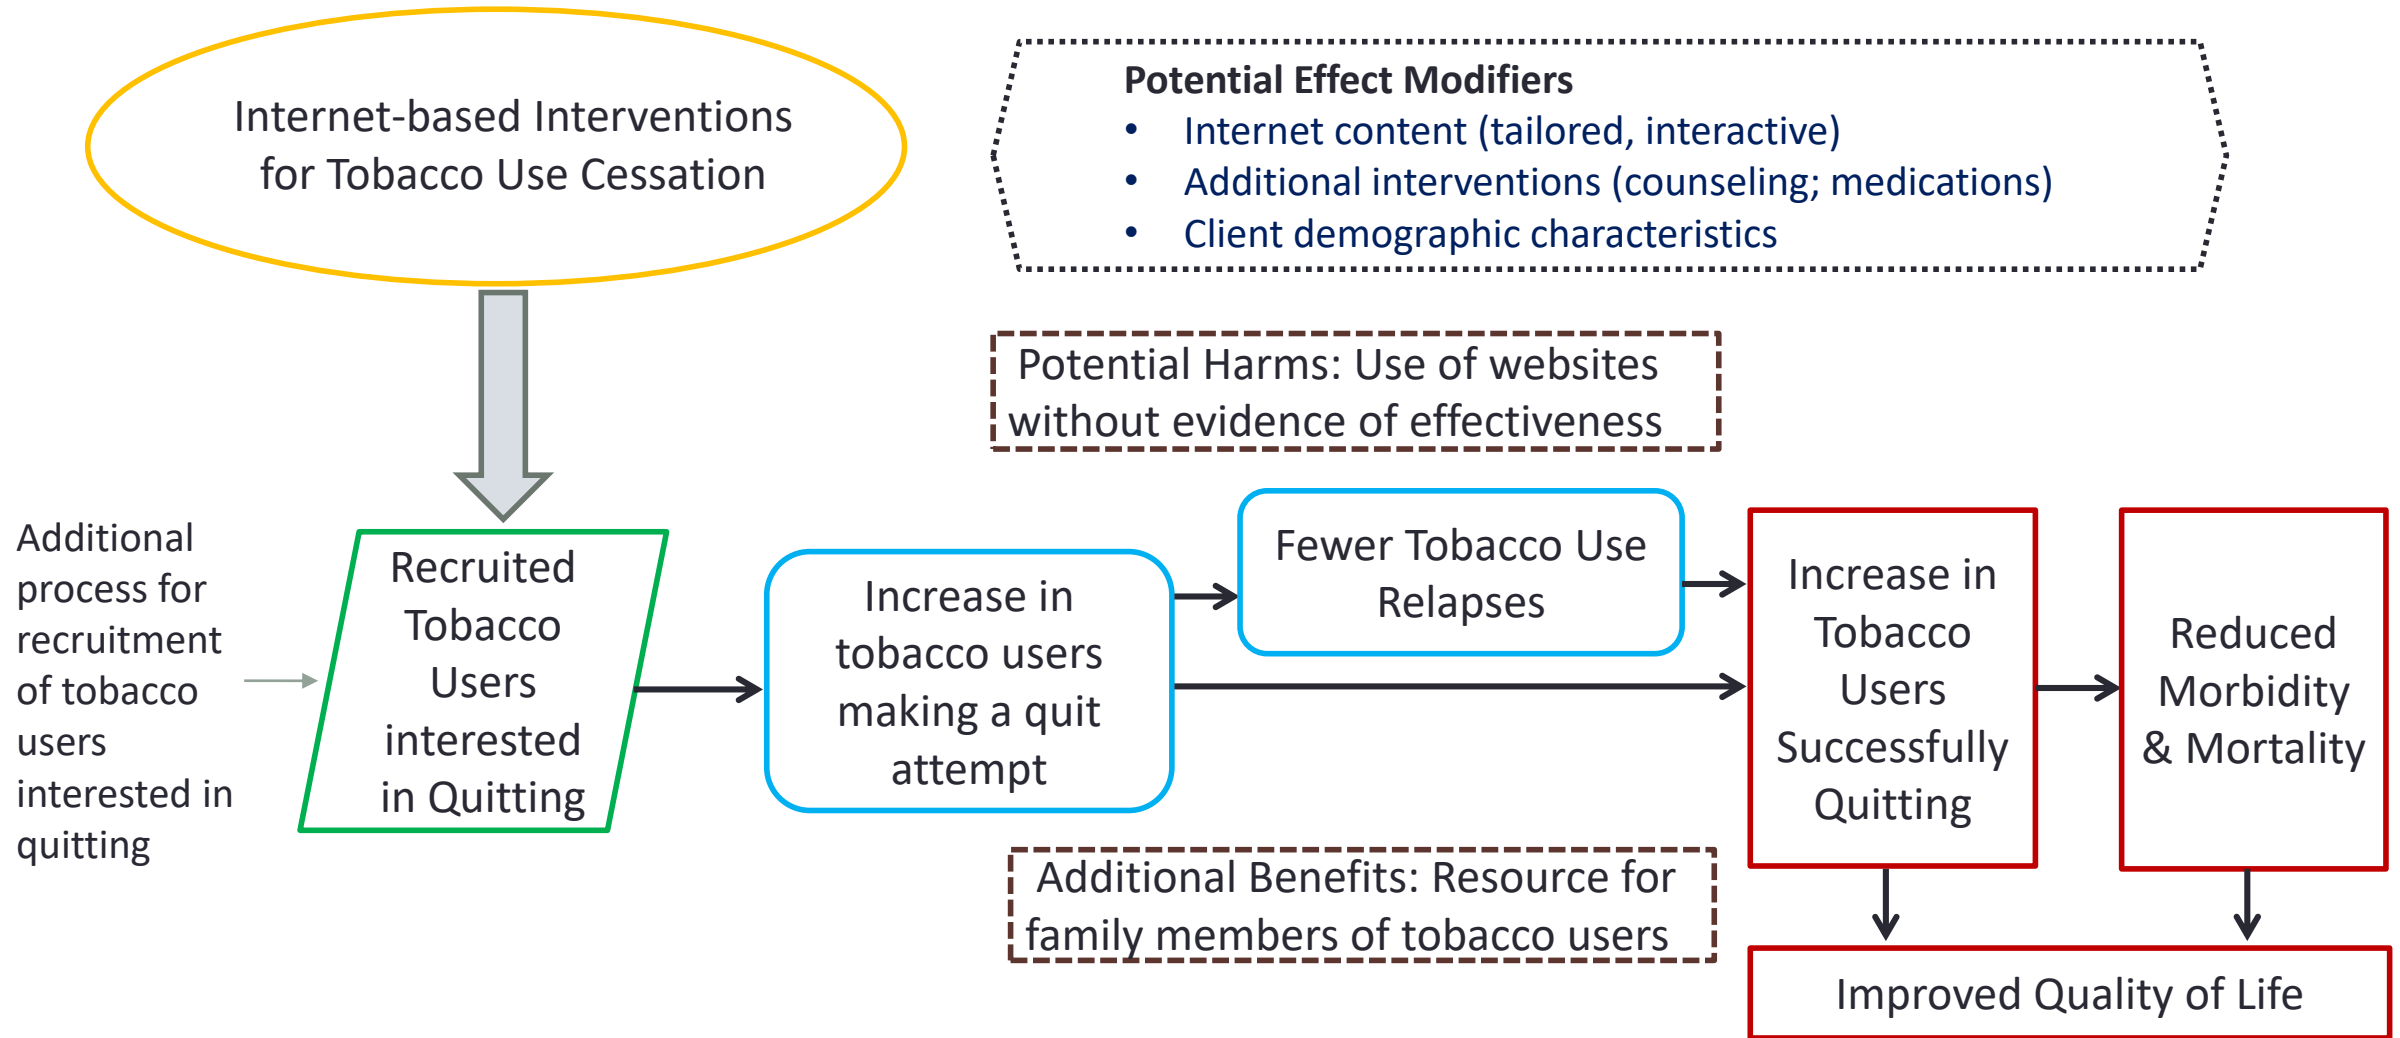 Internet-based Interventions
for Tobacco Use Cessation
Potential Effect Modifiers
• Internet content (tailored, interactive)
• Additional interventions (counseling; medications)
• Client demographic characteristics
Potential Harms: Use of websites
without evidence of effectiveness
Additional
process for
recruitment
of tobacco
users
interested in
quitting
Recruited
Tobacco
Users
interested
in Quitting
Increase in
tobacco users
making a quit
attempt
Fewer Tobacco Use
Relapses
Increase in
Tobacco
Users
Successfully
Quitting
Reduced
Morbidity
& Mortality
Additional Benefits: Resource for
family members of tobacco users
Improved Quality of Life